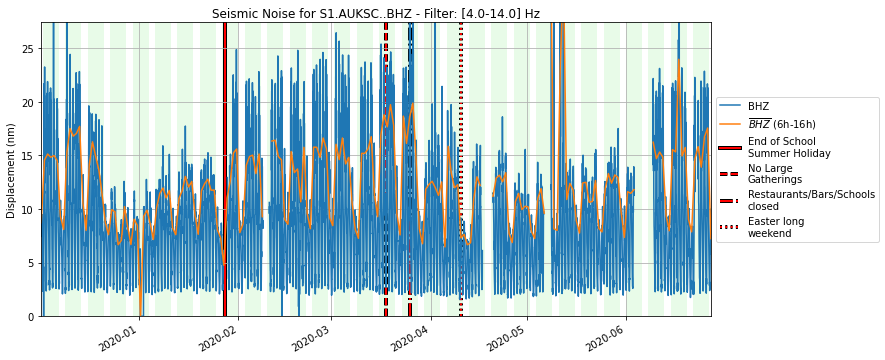 Seismic Noise for S1.AUKSC..BHZ - Filter: [4.0-14.0] Hz
Displacement (nm)
25
20
15
10
5
0
2020-01
2020-02
2020-03
2020-04
2020-05
2020-06
BHZ
BHZ (6h-16h)
End of School
Summer Holiday
No Large
Gatherings
Restaurants/Bars/Schools
closed
Easter long
weekend